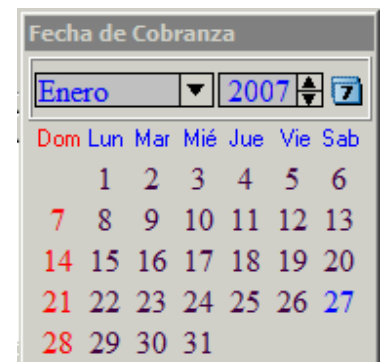 Fecha de Cobranza
Enero 2007 7
Dom Lun Mar Mié Jue Vie Sab
1 2 3 4 5 6
7 8 9 10 11 12 13
14 15 16 17 18 19 20
21 22 23 24 25 26 27
28 29 30 31